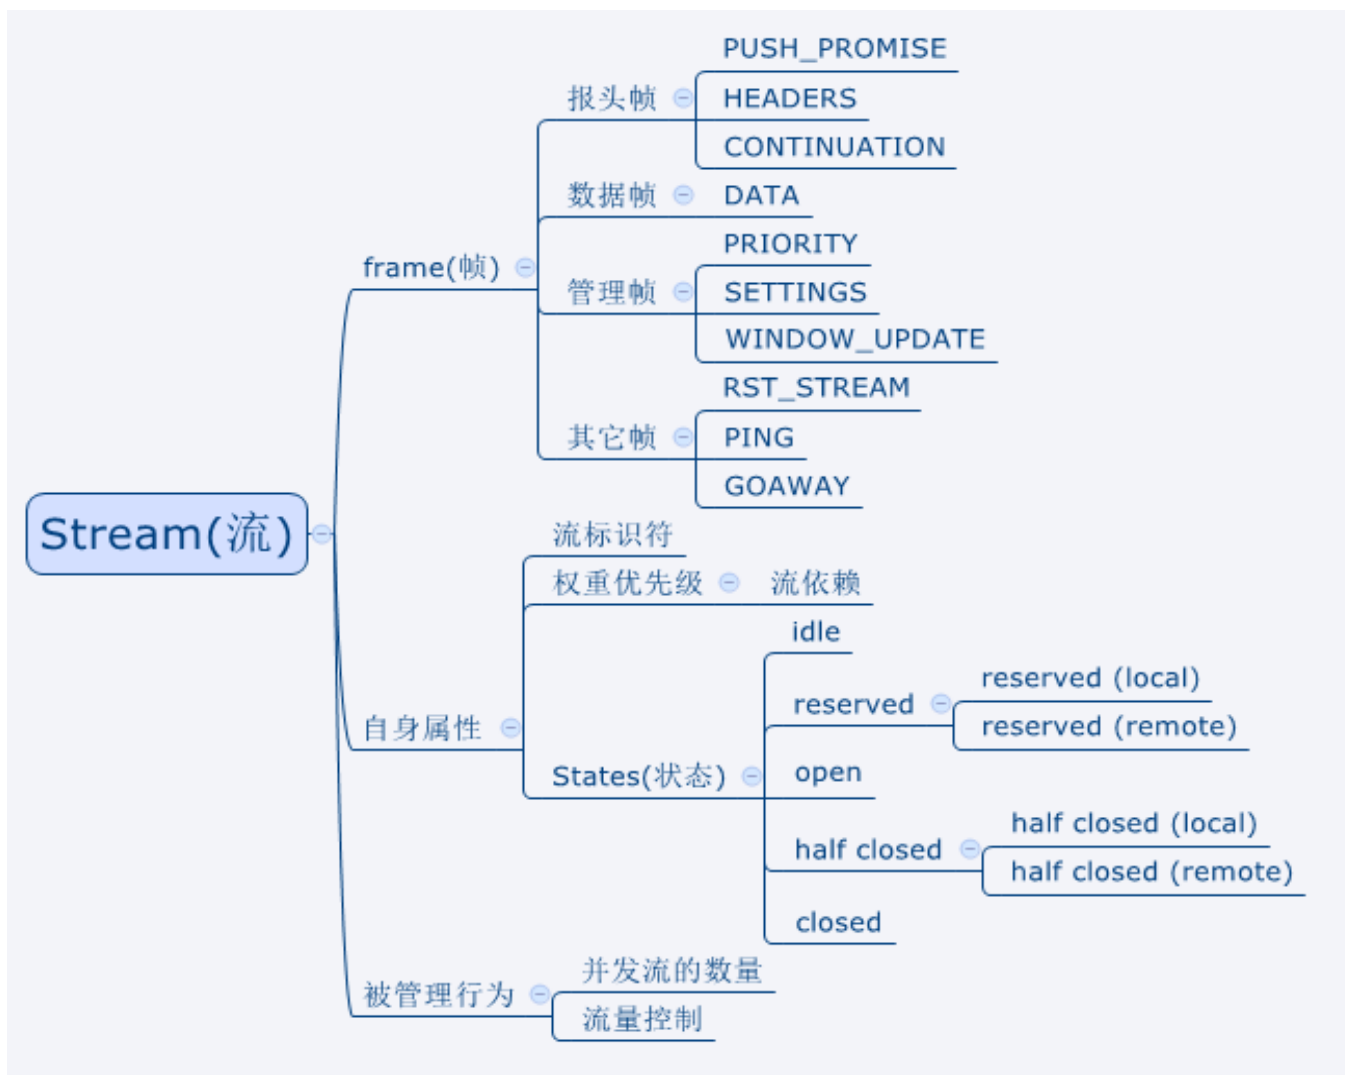 Stream(流)
frame(帧)
报头帧
PUSH_PROMISE
HEADERS
CONTINUATION
数据帧
DATA
管理帧
PRIORITY
SETTINGS
WINDOW_UPDATE
其它帧
RST_STREAM
PING
GOAWAY
自身属性
流标识符
权重优先级
流依赖
States(状态)
idle
reserved
reserved (local)
reserved (remote)
open
half closed
half closed (local)
half closed (remote)
closed
被管理行为
并发流的数量
流量控制